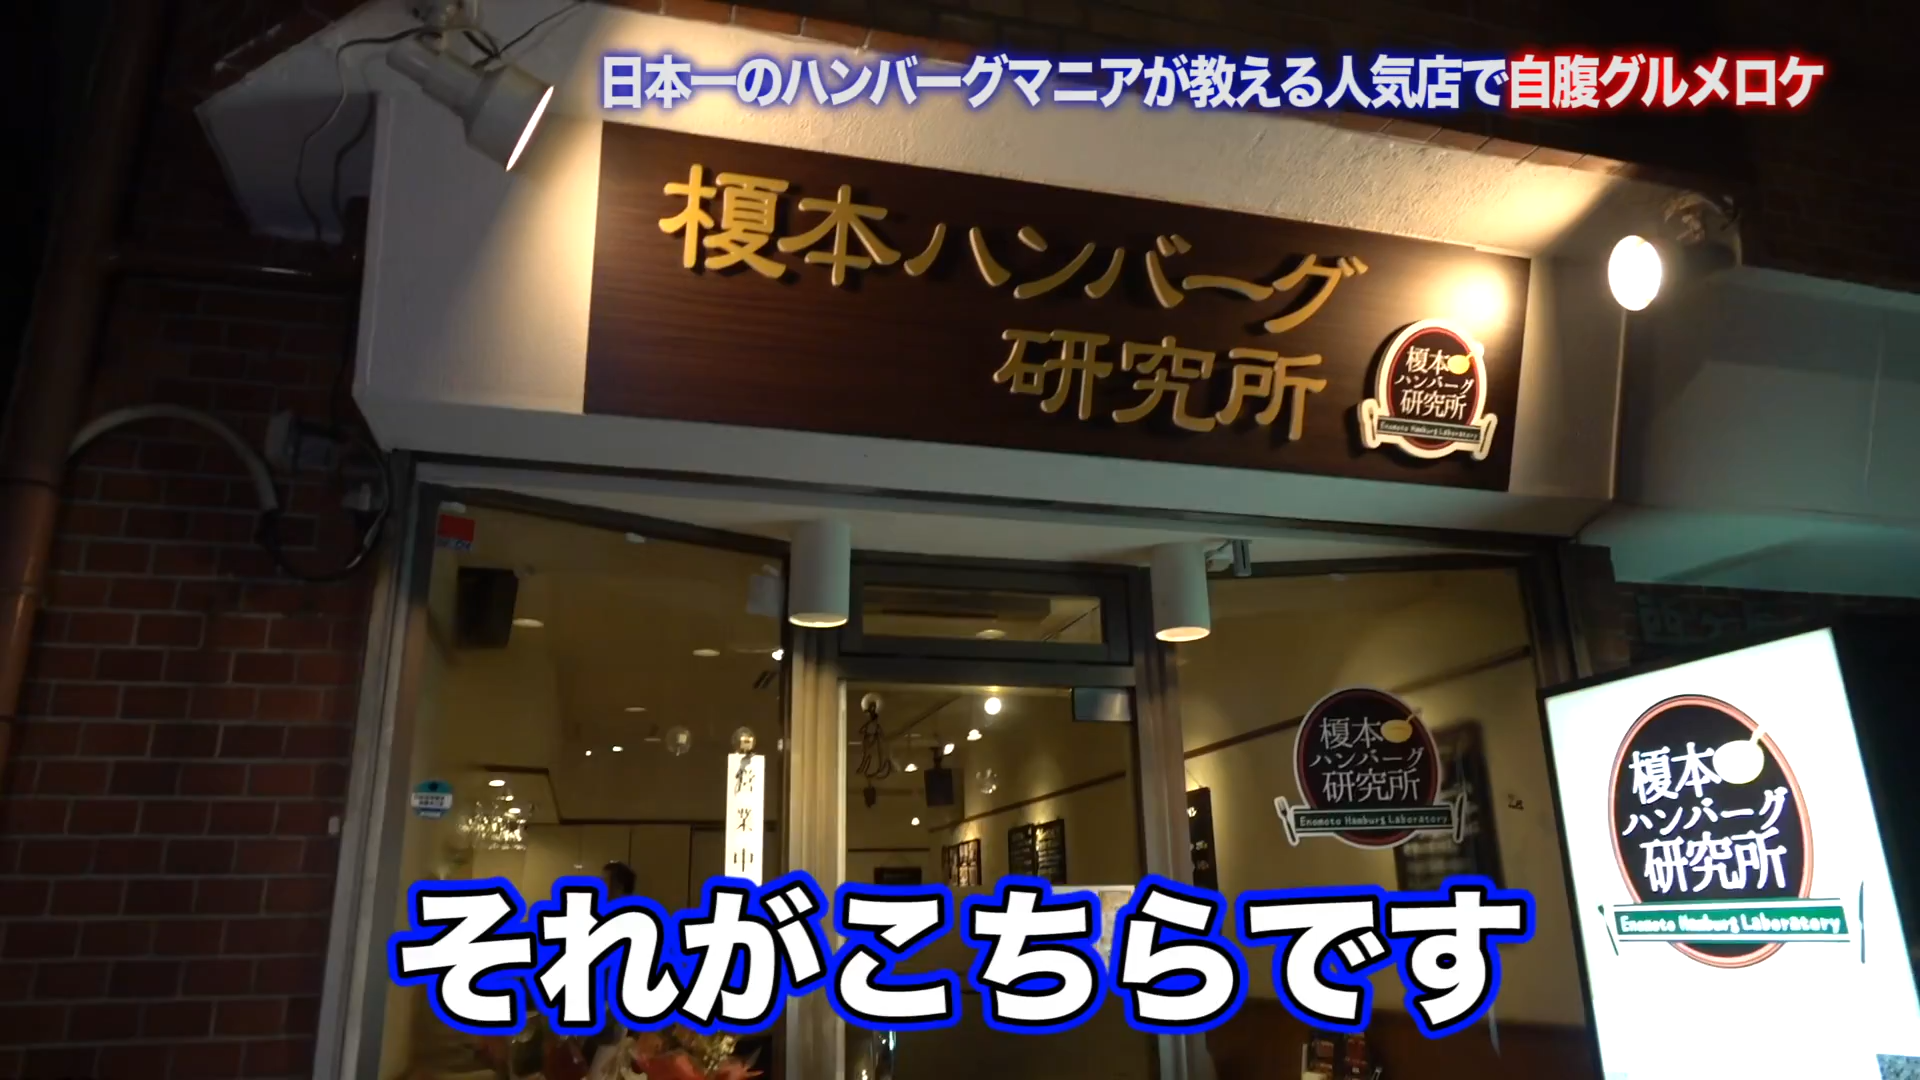 日本一のハンバーグマニアが教える人気店で自腹グルメロケ
榎本ハンバーグ
研究所
榎本
ハンバーグ
研究所
Enomoto Hamburg Laboratory
榎本
ハンバーグ
研究所
Enomoto Hamburg Laboratory
榎本
ハンバーグ
研究所
Enomoto Hamburg Laboratory
営業中
それがこちらです